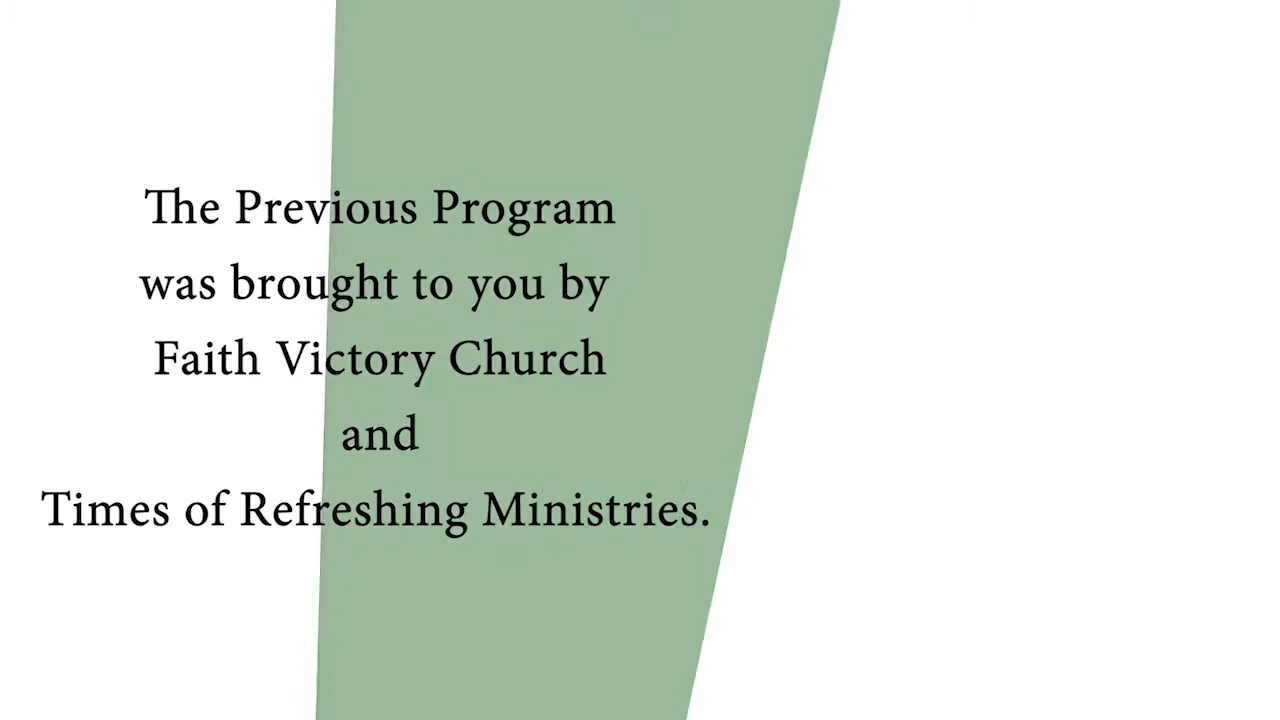 The Previous Program
was brought to you by
Faith Victory Church
and
Times of Refreshing Ministries.